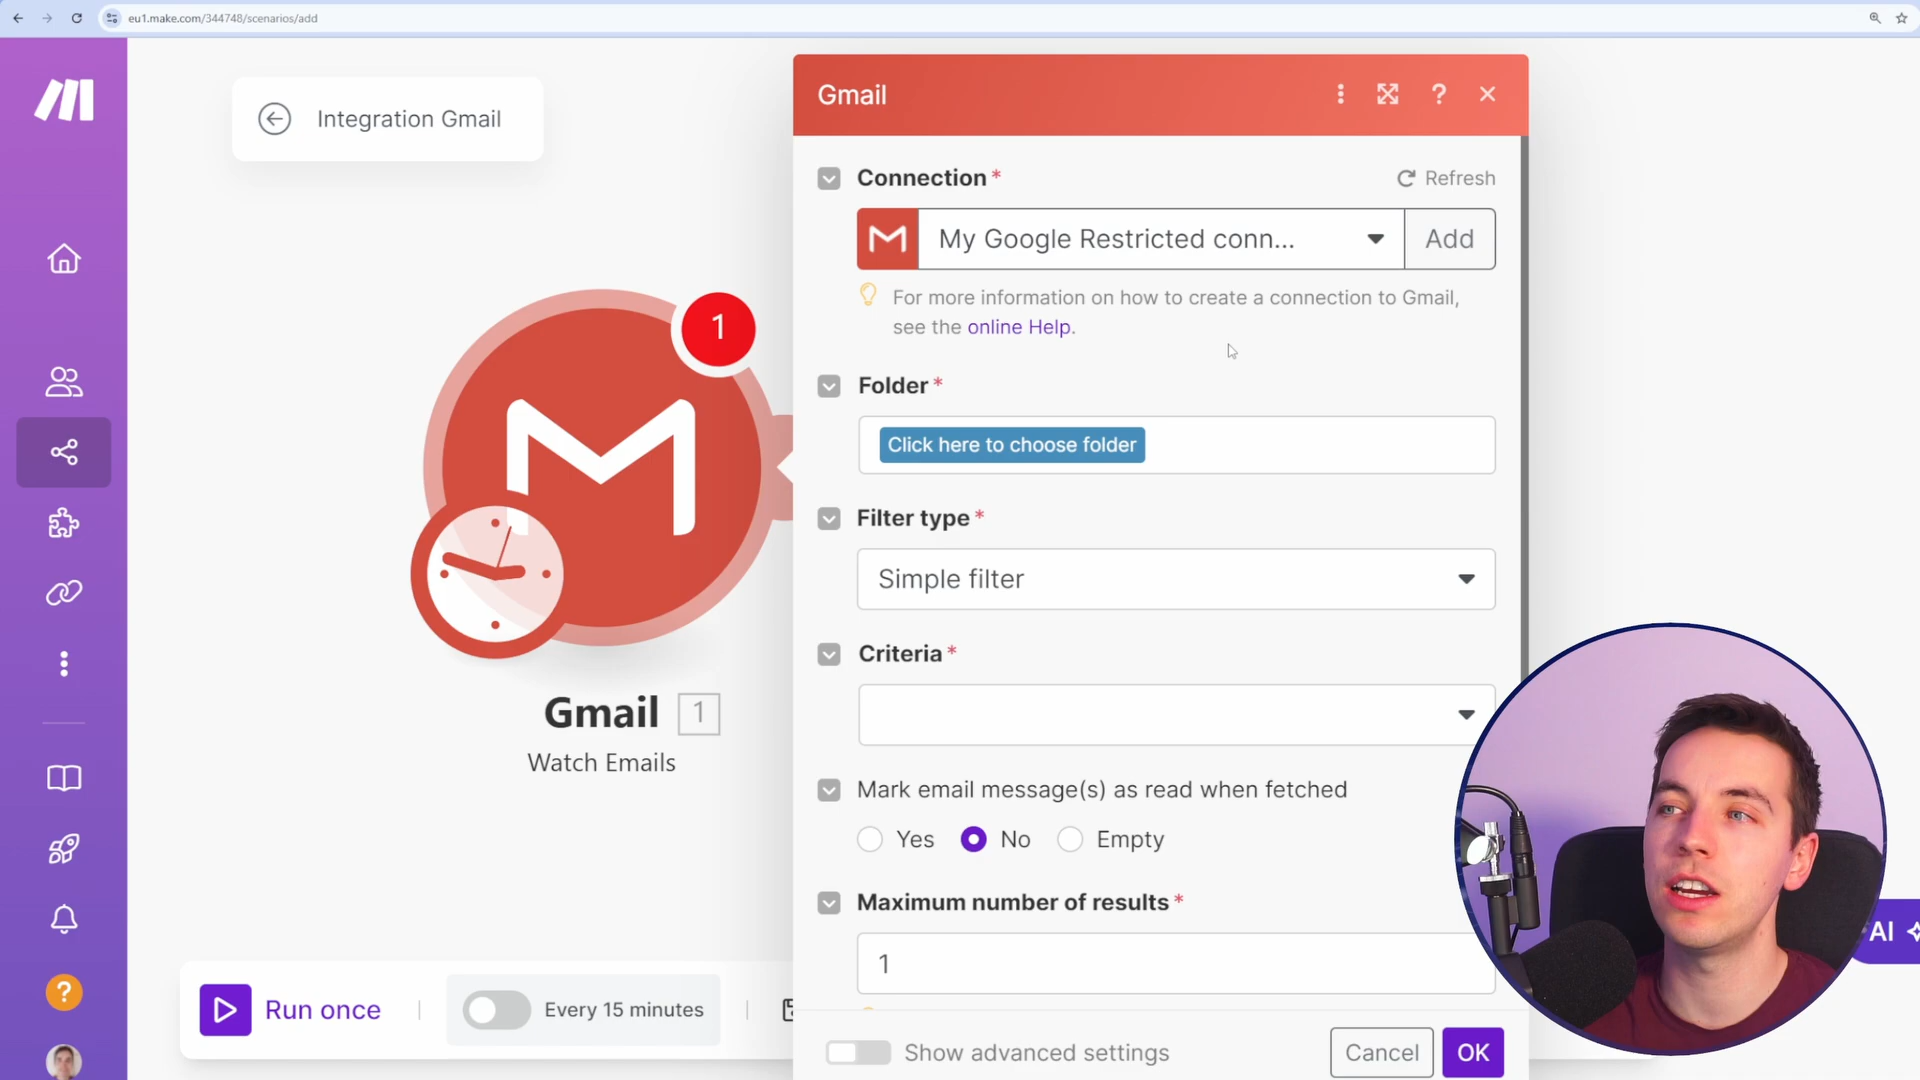 eu1.make.com/344748/scenarios/add
Integration Gmail
Gmail
Connection *
Refresh
My Google Restricted conn...
Add
For more information on how to create a connection to Gmail,
see the online Help.
Folder *
Click here to choose folder
Filter type *
Simple filter
Criteria *
Mark email message(s) as read when fetched
Yes
No
Empty
Maximum number of results *
1
Show advanced settings
Cancel
OK
1
Gmail
1
Watch Emails
Run once
Every 15 minutes
AI